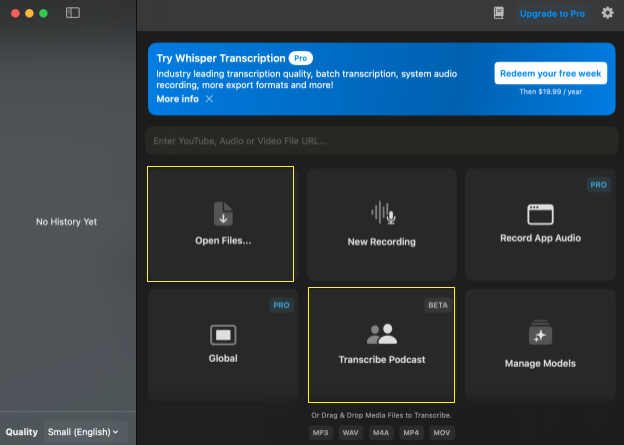 Upgrade to Pro
Try Whisper Transcription Pro
Industry leading transcription quality, batch transcription, system audio
recording, more export formats and more!
More info
Redeem your free week
Then $19.99 / year
Enter YouTube, Audio or Video File URL...
No History Yet
Open Files...
New Recording
PRO
Record App Audio
PRO
Global
BETA
Transcribe Podcast
Manage Models
Or Drag & Drop Media Files to Transcribe.
MP3 WAV M4A MP4 MOV
Quality Small (English)